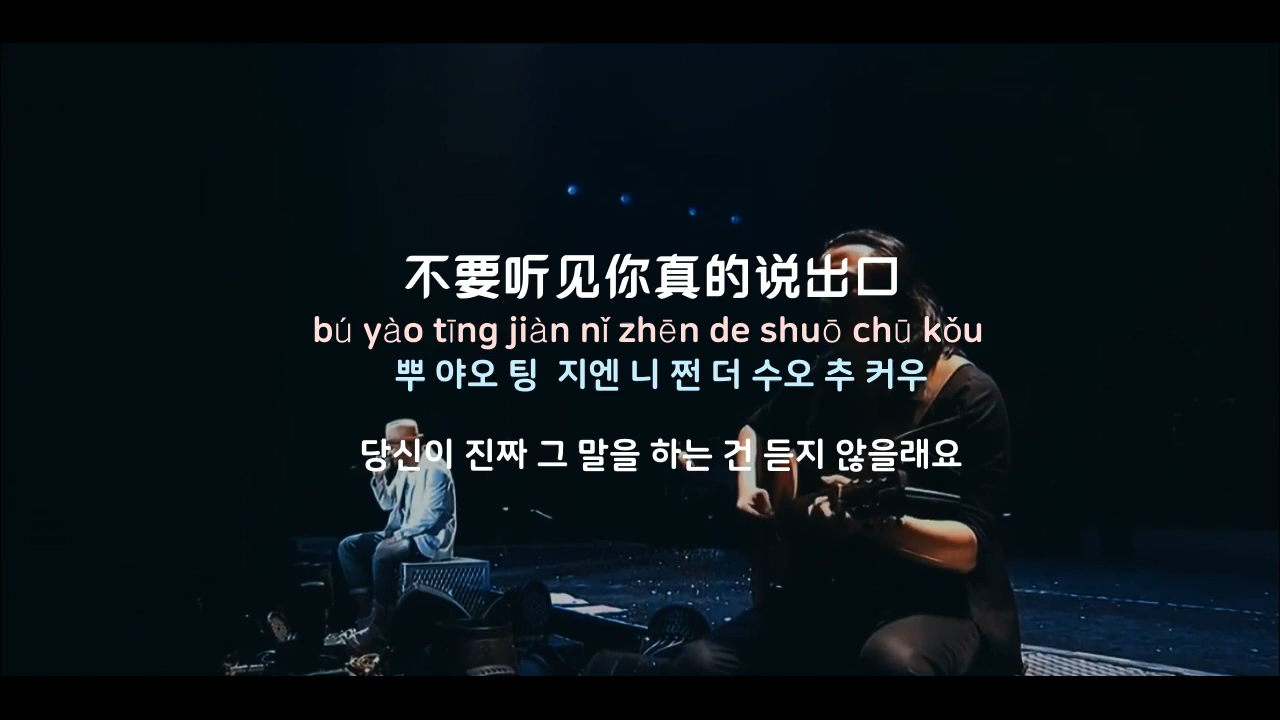 不要听见你真的说出口
bú yào tīng jiàn nǐ zhēn de shuō chū kǒu
뿌 야오 팅 지엔 니 쩐 더 수오 추 커우
당신이 진짜 그 말을 하는 건 듣지 않을래요